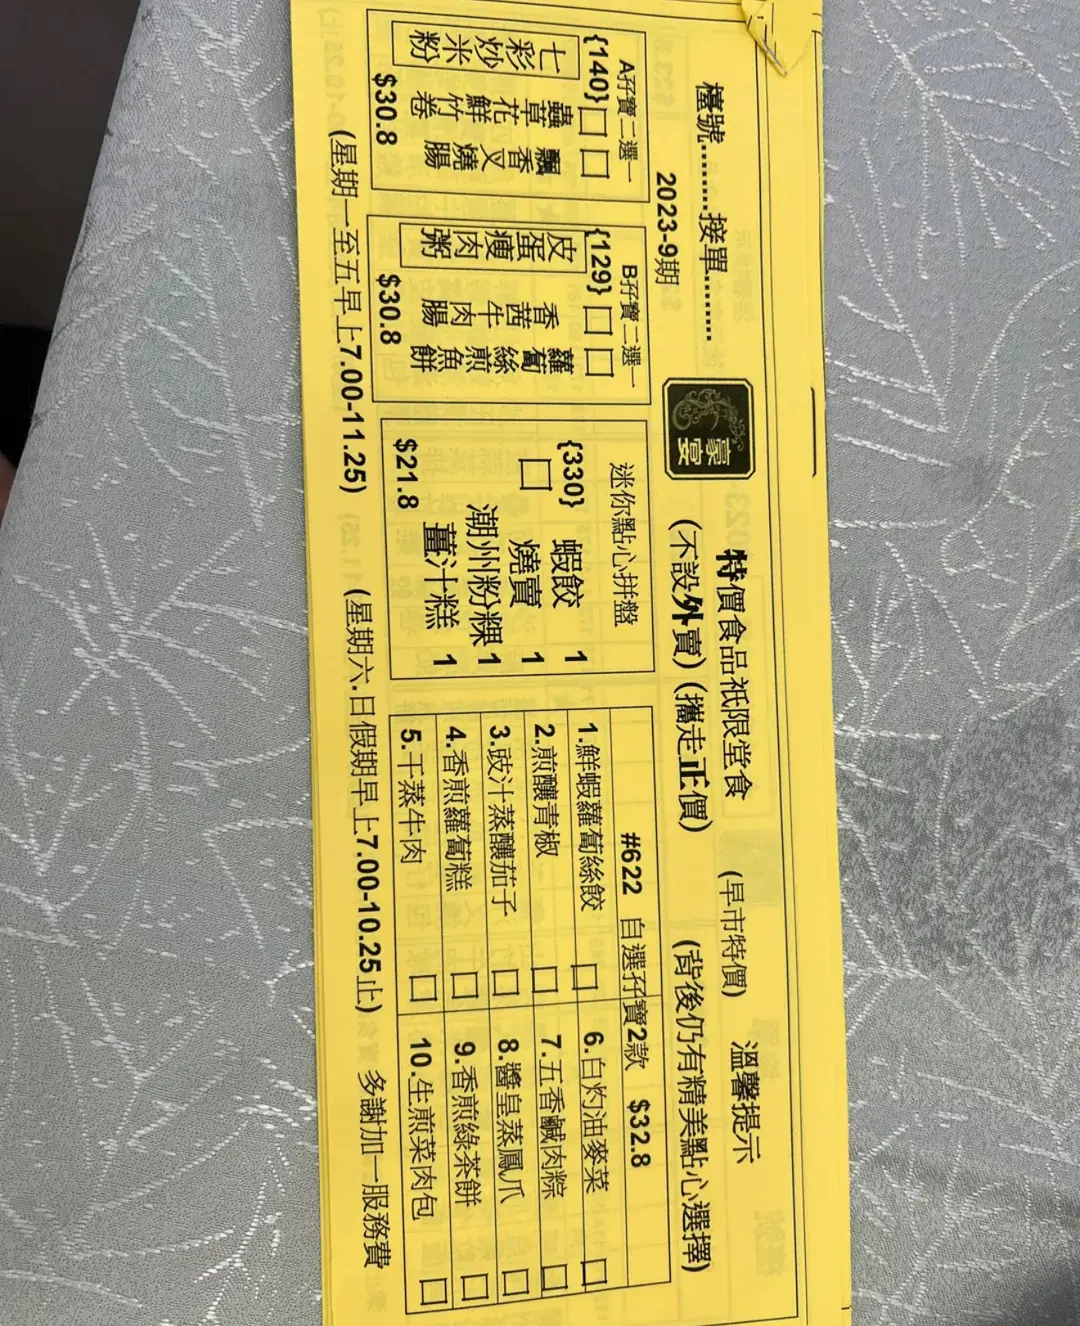 檯號........接單......... 特價食品祇限堂食 (早市特價) 溫馨提示
2023-9期 豪宴 (不設外賣) (攜走正價) (背後仍有精美點心選擇)
A孖寶二選一
{140} □ □
七彩炒米粉
蟲草花鮮竹卷
飄香叉燒腸
$30.8
B孖寶二選一
{129} □ □
皮蛋瘦肉粥
香茜牛肉腸
蘿蔔絲煎魚餅
$30.8
迷你點心拼盤
{330} 蝦餃 1
□ 燒賣 1
潮州粉粿 1
$21.8 薑汁糕 1
#622 自選孖寶2款 $32.8
1.鮮蝦蘿蔔絲餃 □ 6.白灼油麥菜 □
2.煎釀青椒 □ 7.五香鹹肉粽 □
3.豉汁蒸釀茄子 □ 8.醬皇蒸鳳爪 □
4.香煎蘿蔔糕 □ 9.香煎綠茶餅 □
5.干蒸牛肉 □ 10.生煎菜肉包 □
(星期一至五早上7.00-11.25) (星期六.日假期早上7.00-10.25止) 多謝加一服務費